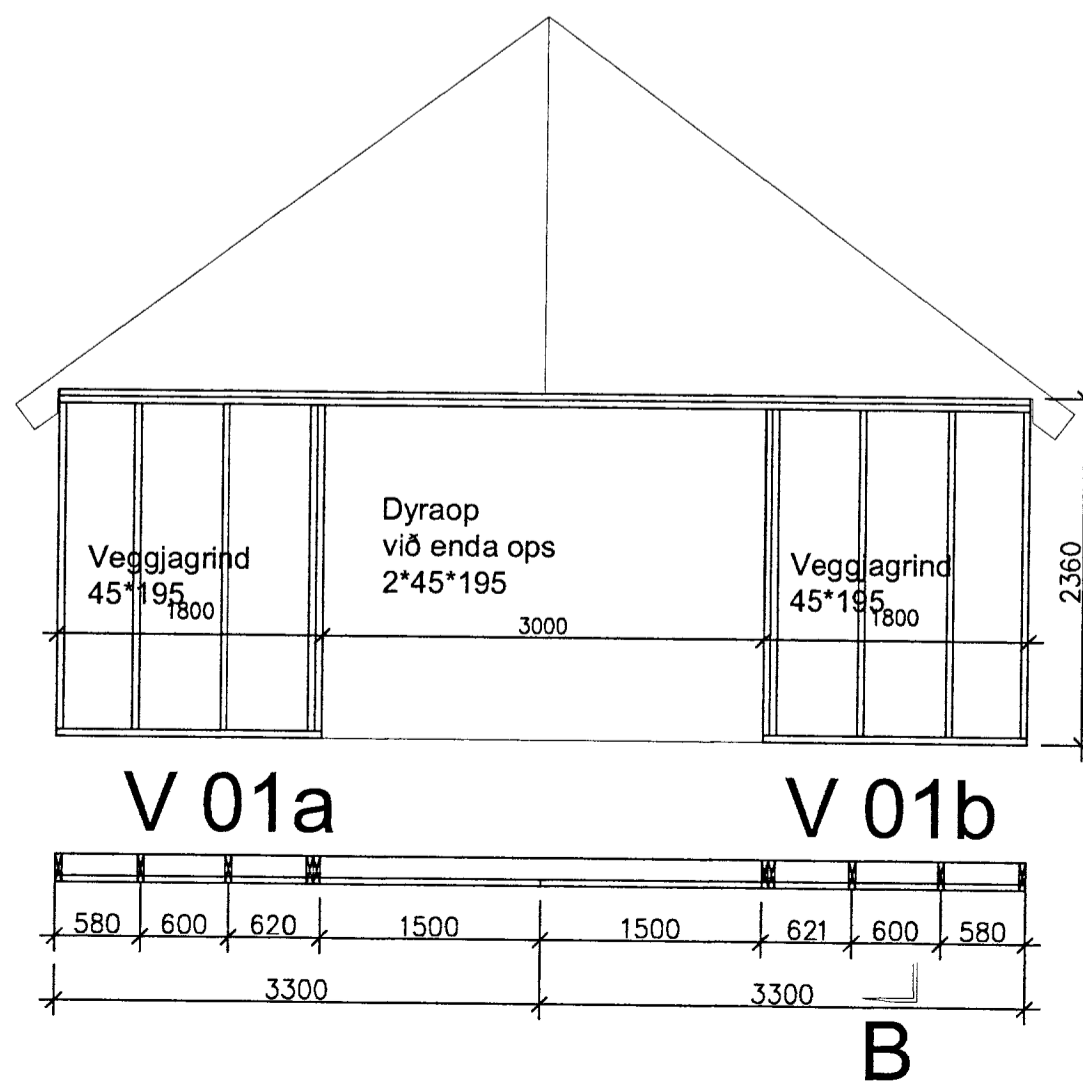 Dyraop
við enda ops
2*45*195
Veggjagrind
45*195
1800
3000
Veggjagrind
45*195
1800
2360
V 01a
V 01b
580 600 620 1500 1500 621 600 580
3300 3300
B